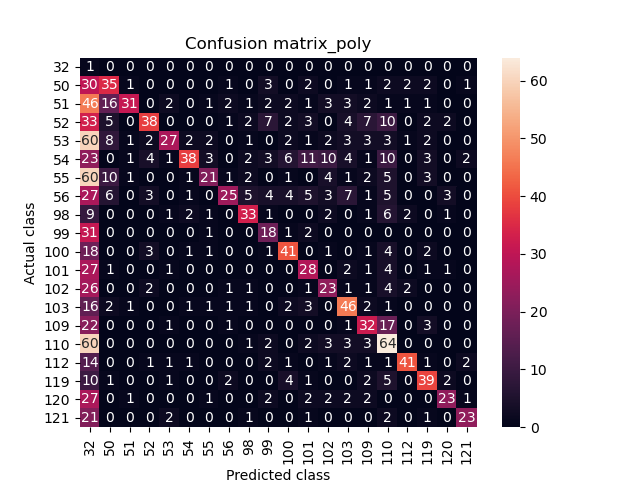 Confusion matrix_poly
32 1 0 0 0 0 0 0 0 0 0 0 0 0 0 0 0 0 0 0 0
50 30 35 1 0 0 0 0 1 0 3 0 2 0 1 1 2 2 2 0 1
51 46 16 31 0 2 0 1 2 1 2 2 1 3 3 2 1 1 1 0 0
52 33 5 0 38 0 0 0 1 2 7 2 3 0 4 7 10 0 2 2 0
53 60 8 1 2 27 2 2 0 1 0 2 1 2 3 3 3 1 2 0 0
54 23 0 1 4 1 38 3 0 2 3 6 11 10 4 1 10 0 3 0 2
55 60 10 1 0 0 1 21 1 2 0 1 0 4 1 2 5 0 3 0 0
56 27 6 0 3 0 1 0 25 5 4 4 5 3 7 1 5 0 0 3 0
98 9 0 0 0 1 2 1 0 33 1 0 0 2 0 1 6 2 0 1 0
99 31 0 0 0 0 0 0 1 0 18 1 2 0 0 0 0 0 0 0 0
100 18 0 0 3 0 1 1 0 0 1 41 0 1 0 1 4 0 2 0 0
101 27 1 0 0 1 0 0 0 0 0 0 28 0 2 1 4 0 1 1 0
102 26 0 0 2 0 0 0 1 1 0 0 1 23 1 1 4 2 0 0 0
103 16 2 1 0 0 1 0 1 0 0 2 3 0 46 2 1 0 0 0 0
109 22 0 0 0 1 0 0 1 0 0 0 0 0 1 32 17 0 3 0 0
110 60 0 0 0 0 0 0 0 1 2 0 2 3 3 3 64 0 0 0 0
112 14 0 0 1 1 1 0 0 0 2 1 0 1 2 1 1 41 1 0 2
119 10 1 0 0 1 0 0 2 0 0 4 1 0 0 2 5 0 39 2 0
120 27 0 1 0 0 0 1 0 0 2 0 2 2 2 2 0 0 0 23 1
121 21 0 0 0 2 0 0 0 1 0 0 1 0 0 0 2 0 1 0 23
32 50 51 52 53 54 55 56 98 99 100 101 102 103 109 110 112 119 120 121
Predicted class
Actual class
60
50
40
30
20
10
0